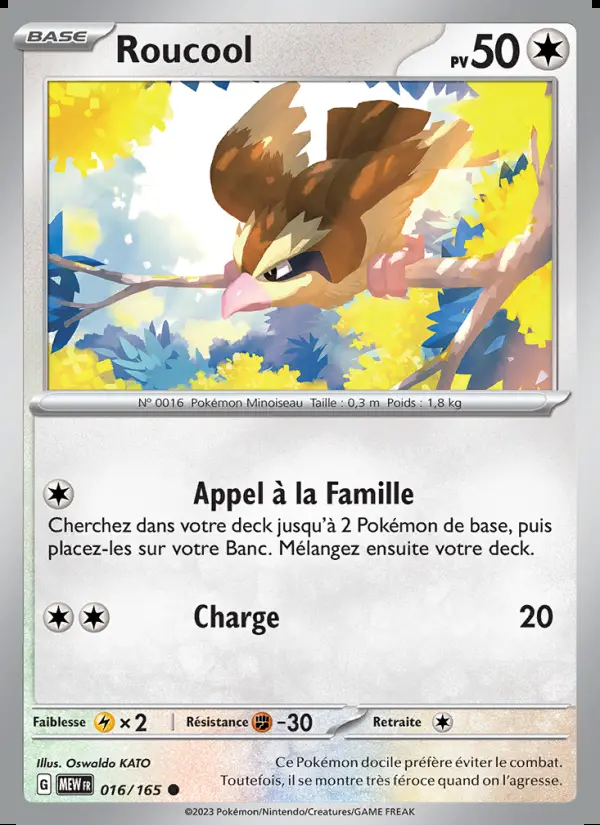 BASE Roucool PV 50
N° 0016 Pokémon Minoiseau Taille : 0,3 m Poids : 1,8 kg
Appel à la Famille
Cherchez dans votre deck jusqu'à 2 Pokémon de base, puis
placez-les sur votre Banc. Mélangez ensuite votre deck.
Charge 20
Faiblesse ×2 Résistance -30 Retraite
Illus. Oswaldo KATO
Ce Pokémon docile préfère éviter le combat.
Toutefois, il se montre très féroce quand on l'agresse.
G MEW FR 016/165
©2023 Pokémon/Nintendo/Creatures/GAME FREAK